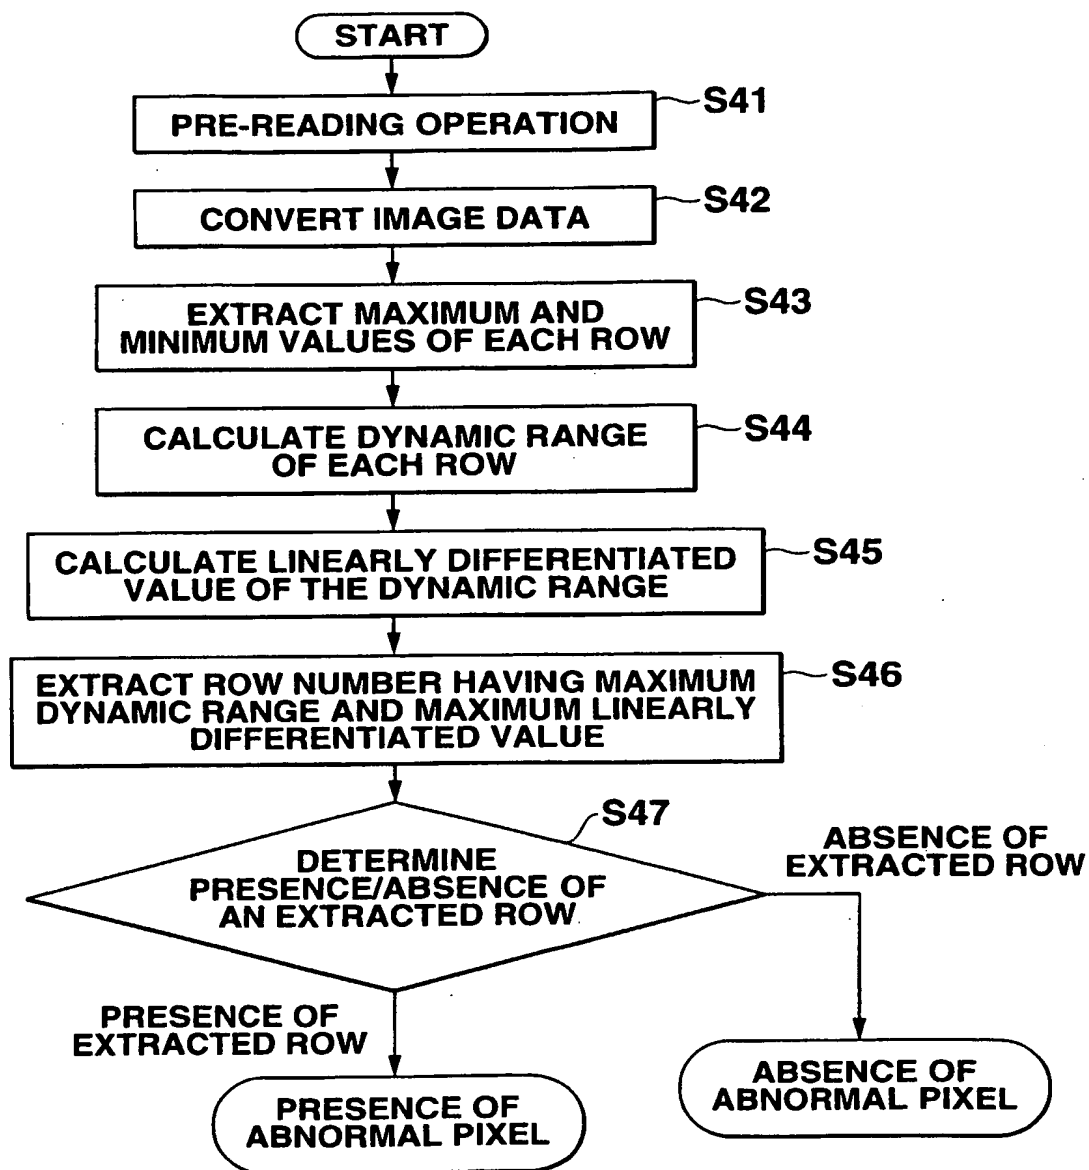 START
PRE-READING OPERATION
S41
CONVERT IMAGE DATA
S42
EXTRACT MAXIMUM AND
MINIMUM VALUES OF EACH ROW
S43
CALCULATE DYNAMIC RANGE
OF EACH ROW
S44
CALCULATE LINEARLY DIFFERENTIATED
VALUE OF THE DYNAMIC RANGE
S45
EXTRACT ROW NUMBER HAVING MAXIMUM
DYNAMIC RANGE AND MAXIMUM LINEARLY
DIFFERENTIATED VALUE
S46
S47
DETERMINE
PRESENCE/ABSENCE OF
AN EXTRACTED ROW
ABSENCE OF
EXTRACTED ROW
PRESENCE OF
EXTRACTED ROW
PRESENCE OF
ABNORMAL PIXEL
ABSENCE OF
ABNORMAL PIXEL